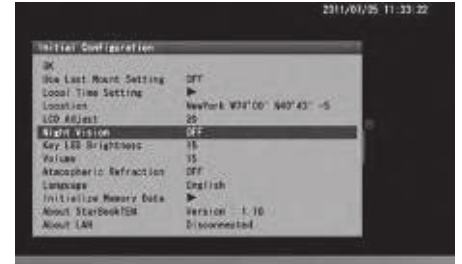 2011/07/25 11:33:22
Initial Configuration
OK
Use Last Mount Setting OFF
Local Time Setting ▶
Location NewYork W74°00' N40°43' -5
LCD Adjust 20
Night Vision OFF
Key LED Brightness 15
Volume 15
Atmospheric Refraction OFF
Language English
Initialize Memory Data ▶
About StarBookTEN Version : 1.10
About LAN Disconnected